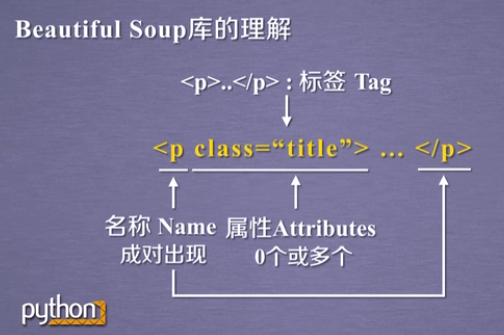 Beautiful Soup库的理解
<p>..</p> : 标签 Tag
<p class=“title”> … </p>
名称 Name 属性Attributes
成对出现 0个或多个
python